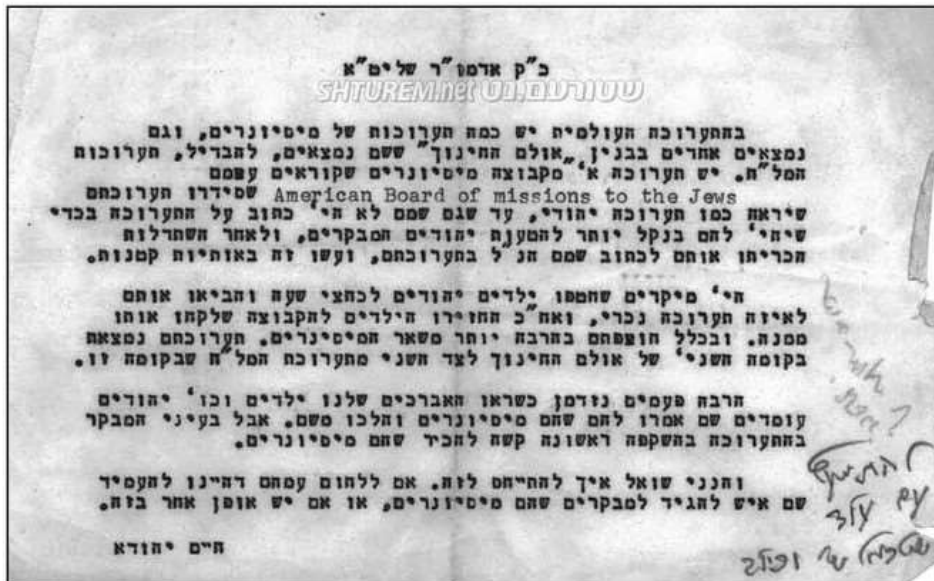 כ"ק אדמו"ר שליט"א
SHTUREM.net שטורעם.נט
בהתערוכה העולמית יש כמה תערוכות של מיסיונרים, וגם
נמצאים אחרים בבנין "אולם החינוך" ששם נמצאים, להבדיל, תערוכות
המל"ח. יש תערוכה א' מקבוצה מיסיונרים שקוראים עצמם
American Board of missions to the Jews שסידרו תערוכתם
שיראה כמו תערוכה יהודי, עד שגם שמם לא הי' כתוב על התערוכה בכדי
שיהי' להם בנקל יותר להטעות יהודים המבקרים, ולאחר השתדלות
הכריחו אותם לכתוב שמם הנ"ל בתערוכתם, ועשו זה באותיות קטנות.
הי' מיקרים שחטפו ילדים יהודים לכחצי שעה והביאו אותם
לאיזה תערוכה נכרי, ואח"כ החזירו הילדים להקבוצה שלקחו אותו
ממנה. ובכלל חוצפתם בהרבה יותר משאר המיסינרים. תערוכתם נמצאת
בקומה השני' של אולם החינוך לצד השני מתערוכת המל"ח שבקומה זו.
הרבה פעמים נזדמן כשראו האברכים שלנו ילדים וכו' יהודים
עומדים שם אמרו להם שהם מיסיונרים והלכו משם. אבל בעיני המבקר
בהתערוכה בהשקפה ראשונה קשה להכיר שהם מיסיונרים.
והנני שואל איך להתייחס לזה. אם ללחום עמהם דהיינו להעמיד
שם איש להגיד למבקרים שהם מיסיונרים, או אם יש אופן אחר בזה.
חיים יהודא
עם